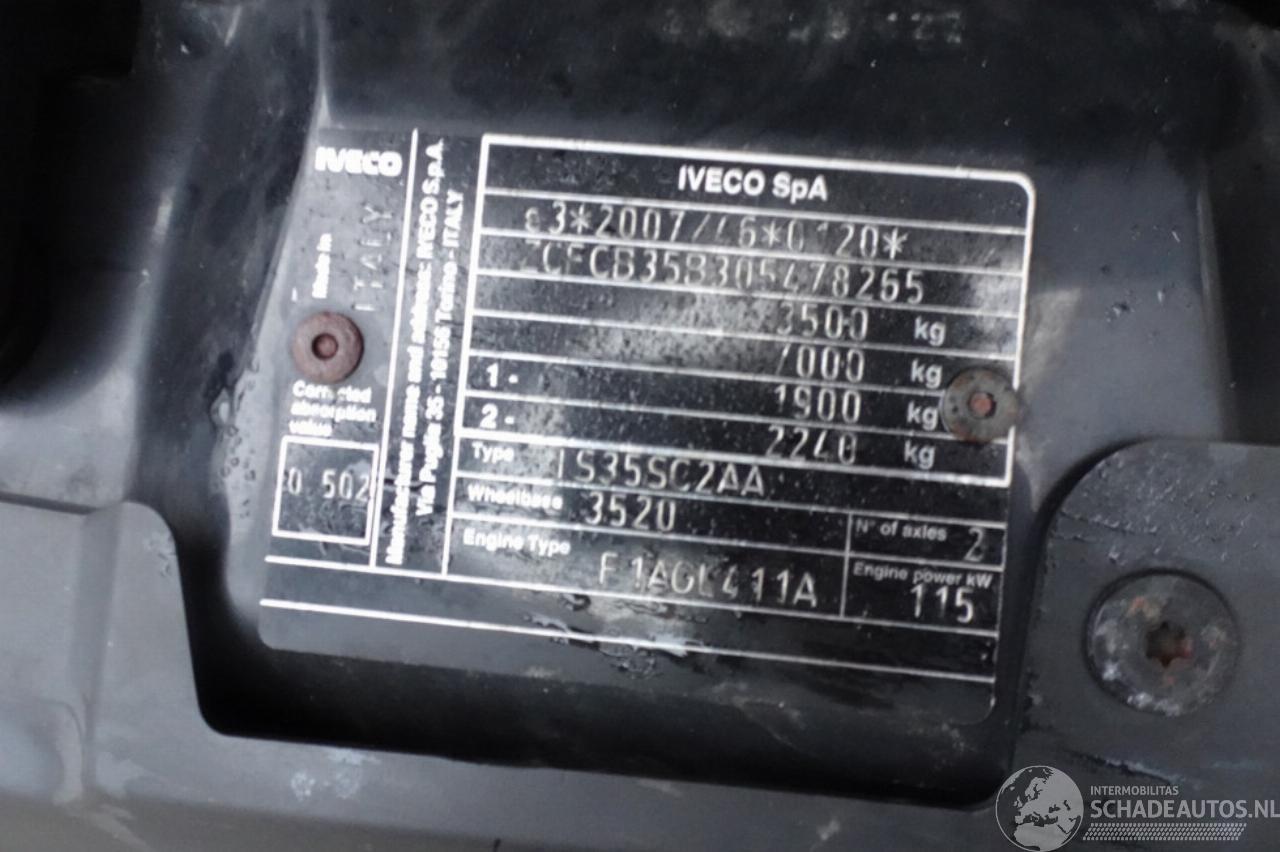 IVECO
Made in
ITALY
Corrected
absorption
value
0 502
Manufacturer name and address: IVECO S.p.A.
Via Puglia 35 - 10156 Torino - ITALY
IVECO SpA
e3*2007/46*0120*
ZCFCB35B305478265
3500 kg
7000 kg
1 - 1900 kg
2 - 2240 kg
Type IS35SC2AA
Wheelbase 3520
N° of axles 2
Engine Type F1AGL411A
Engine power kW
115
INTERMOBILITAS
SCHADEAUTOS.NL